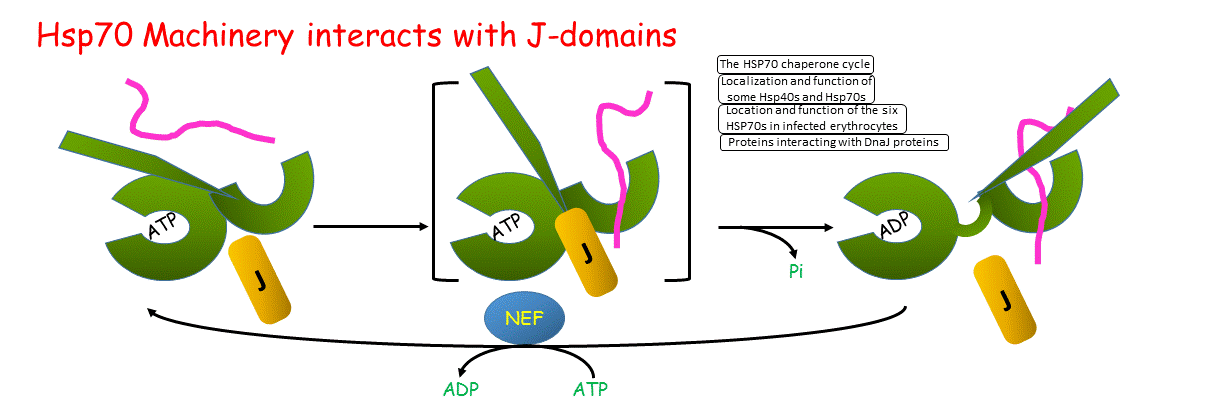 Hsp70 Machinery interacts with J-domains
The HSP70 chaperone cycle
Localization and function of
some Hsp40s and Hsp70s
Location and function of the six
HSP70s in infected erythrocytes
Proteins interacting with DnaJ proteins
ATP
J
ATP
J
Pi
ADP
J
NEF
ADP
ATP